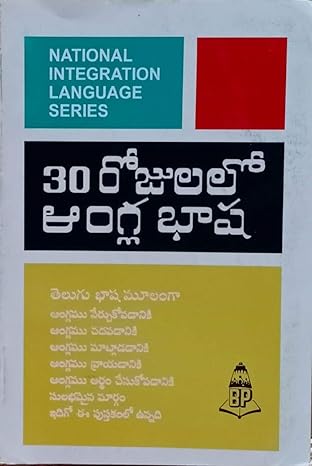 NATIONAL
INTEGRATION
LANGUAGE
SERIES
30 రోజులలో
ఆంగ్ల భాష
తెలుగు భాష మూలంగా
ఆంగ్లము నేర్చుకోవడానికి
ఆంగ్లము చదవడానికి
ఆంగ్లము మాట్లాడడానికి
ఆంగ్లము వ్రాయడానికి
ఆంగ్లము అర్థం చేసుకోవడానికి
సులభమైన మార్గం
ఇదిగో ఈ పుస్తకంలో ఉన్నది
BP